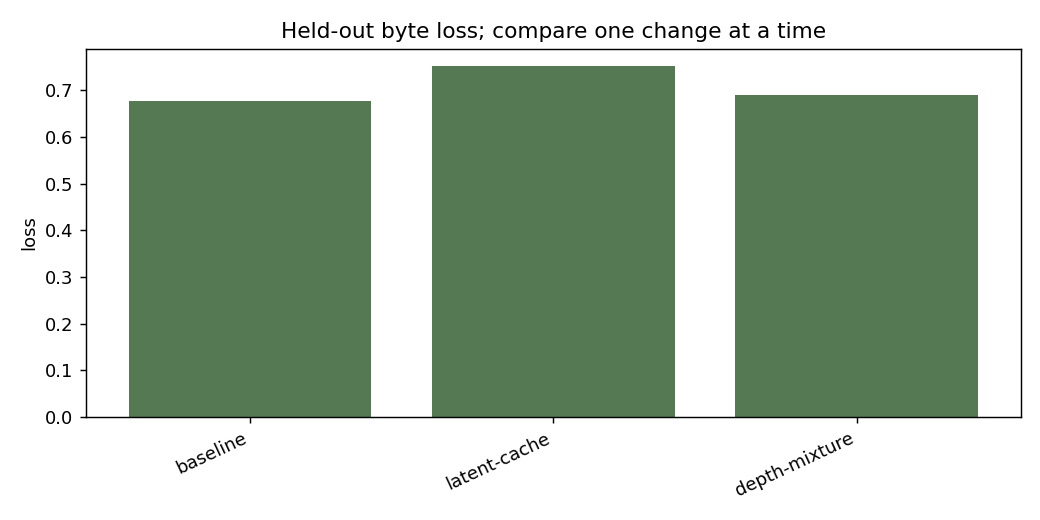 Held-out byte loss; compare one change at a time
loss
0.7
0.6
0.5
0.4
0.3
0.2
0.1
0.0
baseline
latent-cache
depth-mixture